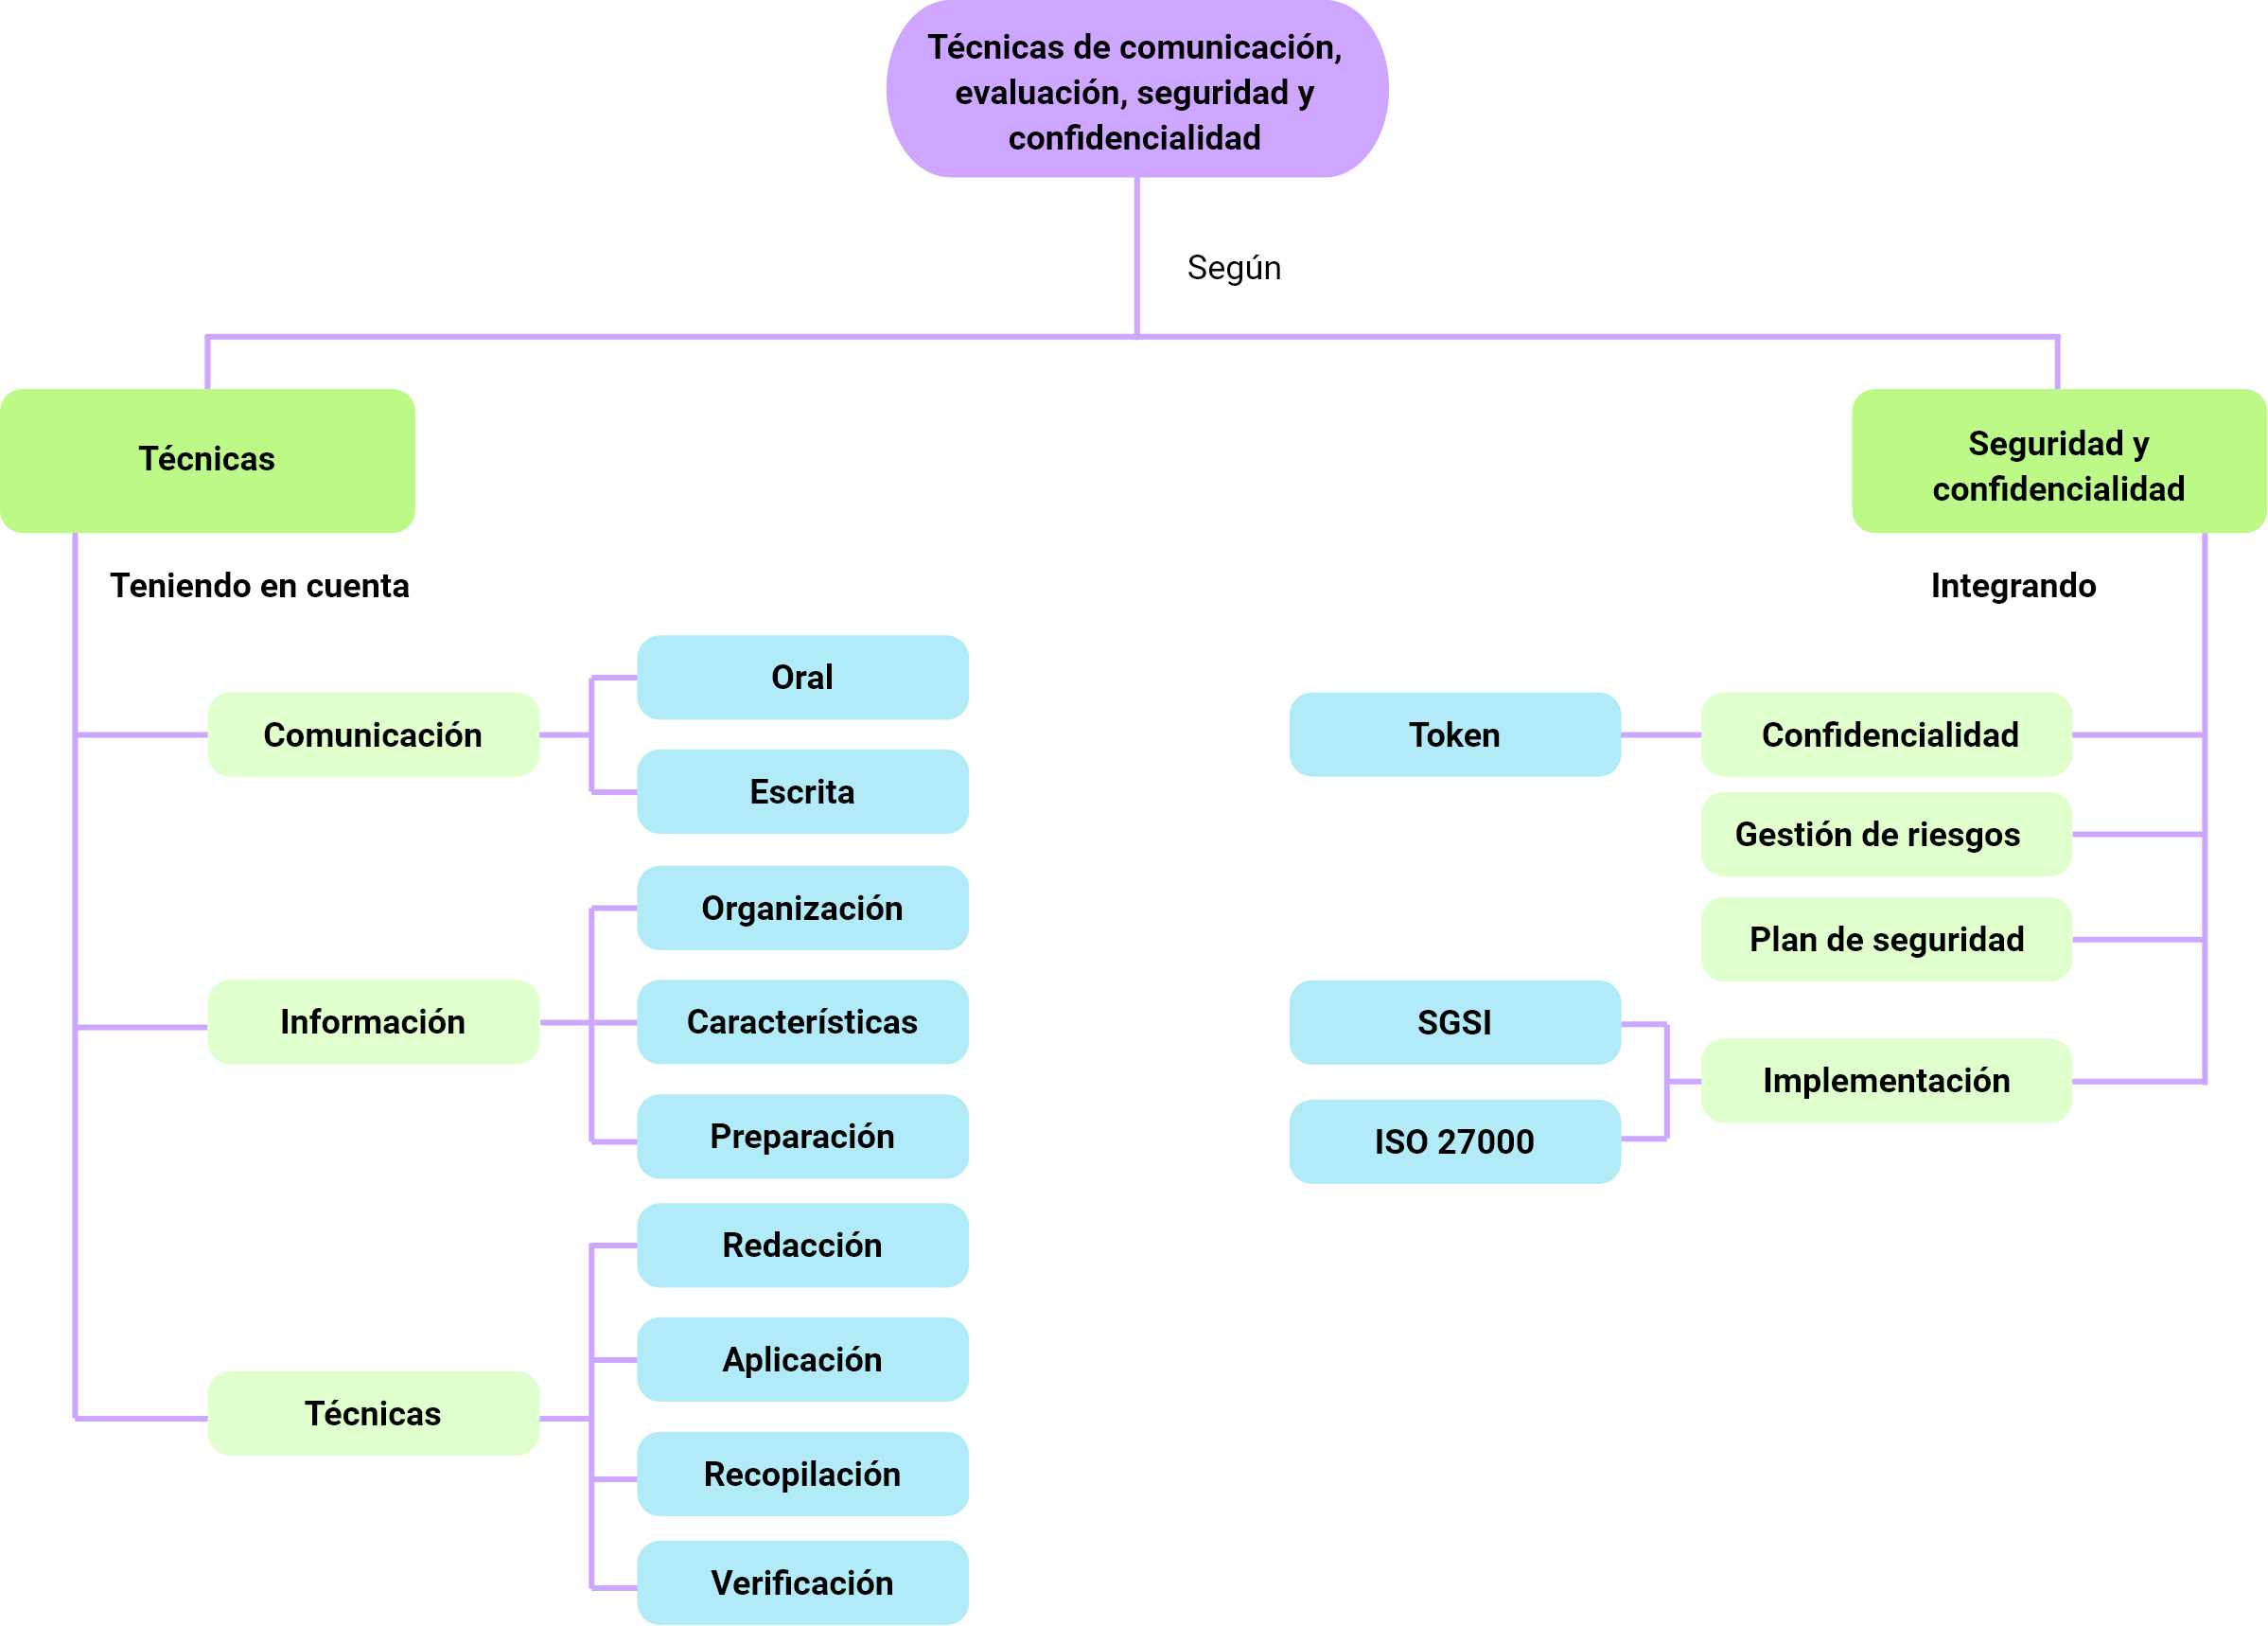 Técnicas de comunicación,
evaluación, seguridad y
confidencialidad
Según
Técnicas
Seguridad y
confidencialidad
Teniendo en cuenta
Integrando
Comunicación
Oral
Escrita
Información
Organización
Características
Preparación
Técnicas
Redacción
Aplicación
Recopilación
Verificación
Confidencialidad
Token
Gestión de riesgos
Plan de seguridad
Implementación
SGSI
ISO 27000